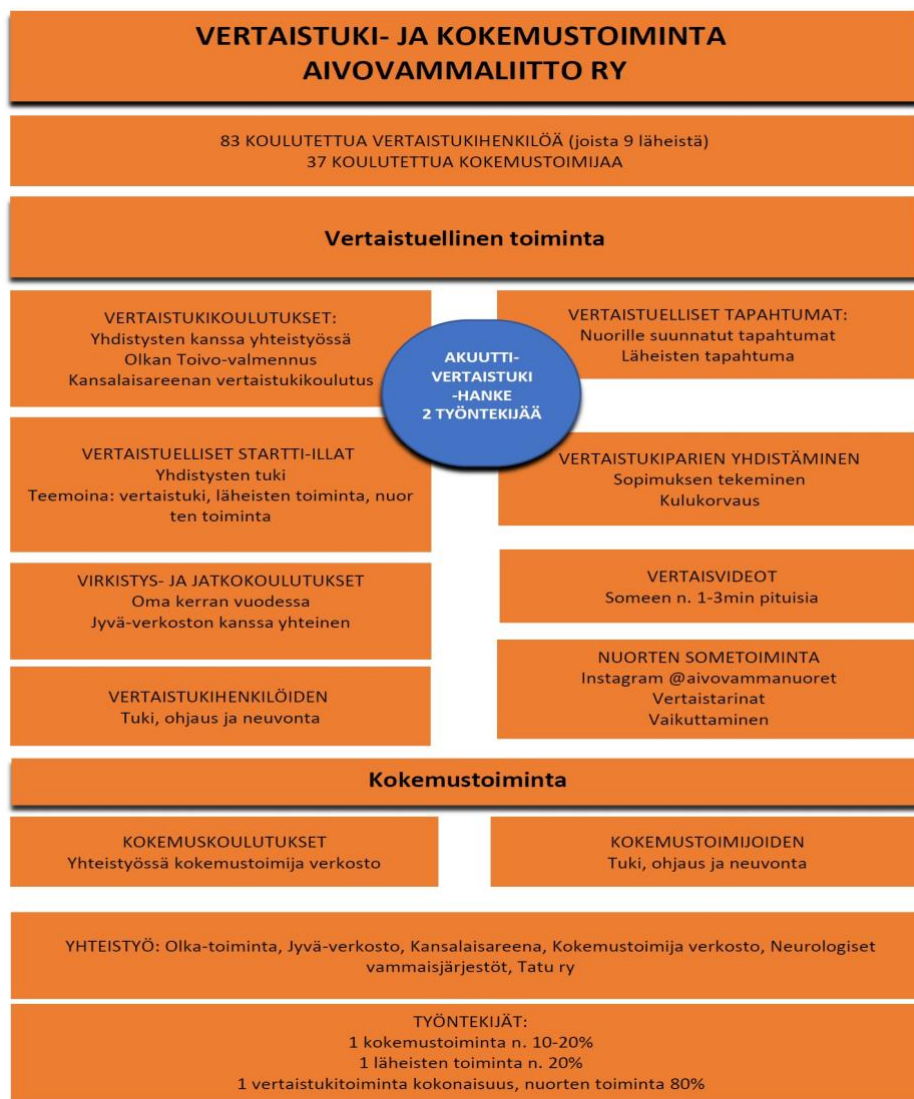 VERTAISTUKI- JA KOKEMUSTOIMINTA
AIVOVAMMALIITTO RY
83 KOULUTETTUA VERTAISTUKIHENKILÖÄ (joista 9 läheistä)
37 KOULUTETTUA KOKEMUSTOIMIJAA
Vertaistuellinen toiminta
VERTAISTUKIKOULUTUKSET:
Yhdistysten kanssa yhteistyössä
Olkan Toivo-valmennus
Kansalaisareenan vertaistukikoulutus
AKUUTTI-
VERTAISTUKI
-HANKE
2 TYÖNTEKIJÄÄ
VERTAISTUELLISET TAPAHTUMAT:
Nuorille suunnatut tapahtumat
Läheisten tapahtuma
VERTAISTUELLISET STARTTI-ILLAT
Yhdistysten tuki
Teemoina: vertaistuki, läheisten toiminta, nuor
ten toiminta
VERTAISTUKIPARIEN YHDISTÄMINEN
Sopimuksen tekeminen
Kulukorvaus
VIRKISTYS- JA JATKOKOULUTUKSET
Oma kerran vuodessa
Jyvä-verkoston kanssa yhteinen
VERTAISVIDEOT
Someen n. 1-3min pituisia
VERTAISTUKIHENKILÖIDEN
Tuki, ohjaus ja neuvonta
NUORTEN SOMETOIMINTA
Instagram @aivovammanuoret
Vertaistarinat
Vaikuttaminen
Kokemustoiminta
KOKEMUSKOULUTUKSET
Yhteistyössä kokemustoimija verkosto
KOKEMUSTOIMIJOIDEN
Tuki, ohjaus ja neuvonta
YHTEISTYÖ: Olka-toiminta, Jyvä-verkosto, Kansalaisareena, Kokemustoimija verkosto, Neurologiset
vammaisjärjestöt, Tatu ry
TYÖNTEKIJÄT:
1 kokemustoiminta n. 10-20%
1 läheisten toiminta n. 20%
1 vertaistukitoiminta kokonaisuus, nuorten toiminta 80%